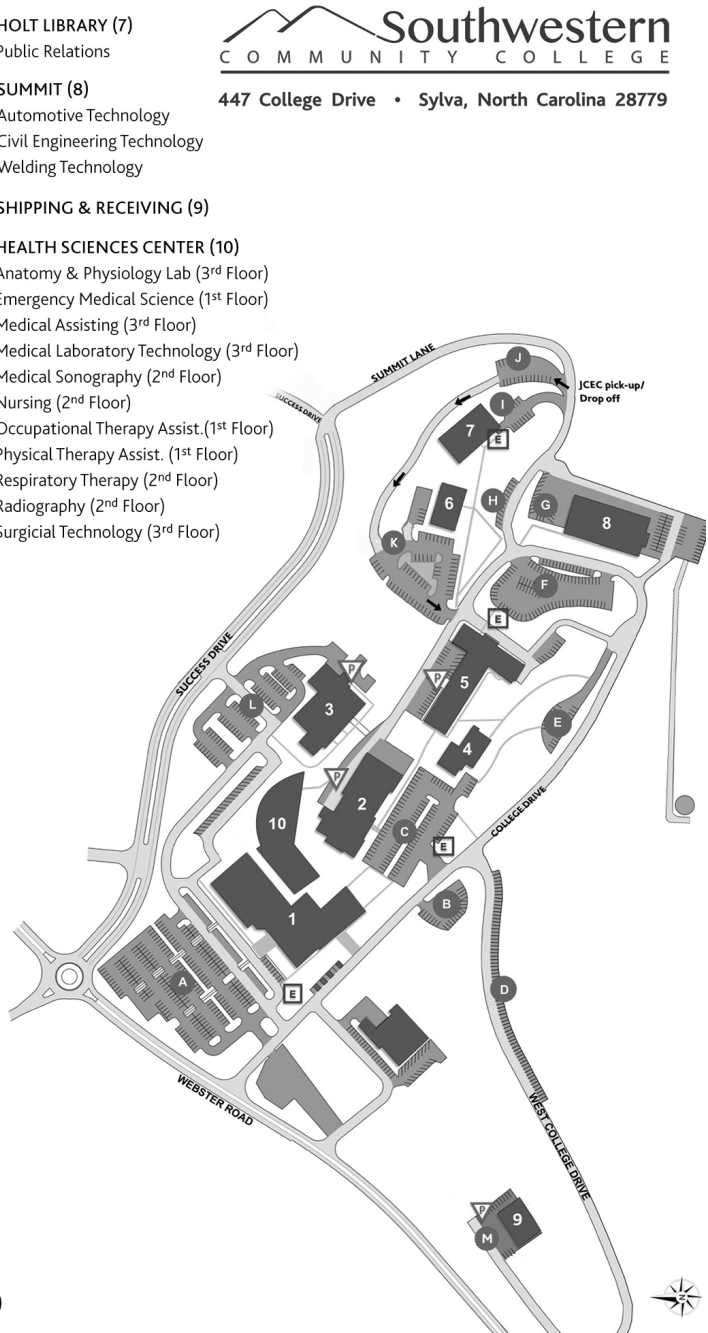 HOLT LIBRARY (7)
Public Relations
SUMMIT (8)
Automotive Technology
Civil Engineering Technology
Welding Technology
SHIPPING & RECEIVING (9)
HEALTH SCIENCES CENTER (10)
Anatomy & Physiology Lab (3rd Floor)
Emergency Medical Science (1st Floor)
Medical Assisting (3rd Floor)
Medical Laboratory Technology (3rd Floor)
Medical Sonography (2nd Floor)
Nursing (2nd Floor)
Occupational Therapy Assist.(1st Floor)
Physical Therapy Assist. (1st Floor)
Respiratory Therapy (2nd Floor)
Radiography (2nd Floor)
Surgicial Technology (3rd Floor)
Southwestern
COMMUNITY COLLEGE
447 College Drive • Sylva, North Carolina 28779
SUMMIT LANE
J
JCEC pick-up/
Drop off
SUCCESS DRIVE
I
7
E
6
H
G
8
K
F
E
SUCCESS DRIVE
P
P
5
L
3
E
4
P
2
10
C
COLLEGE DRIVE
E
B
1
A
E
D
WEBSTER ROAD
WEST COLLEGE DRIVE
P
9
M
N